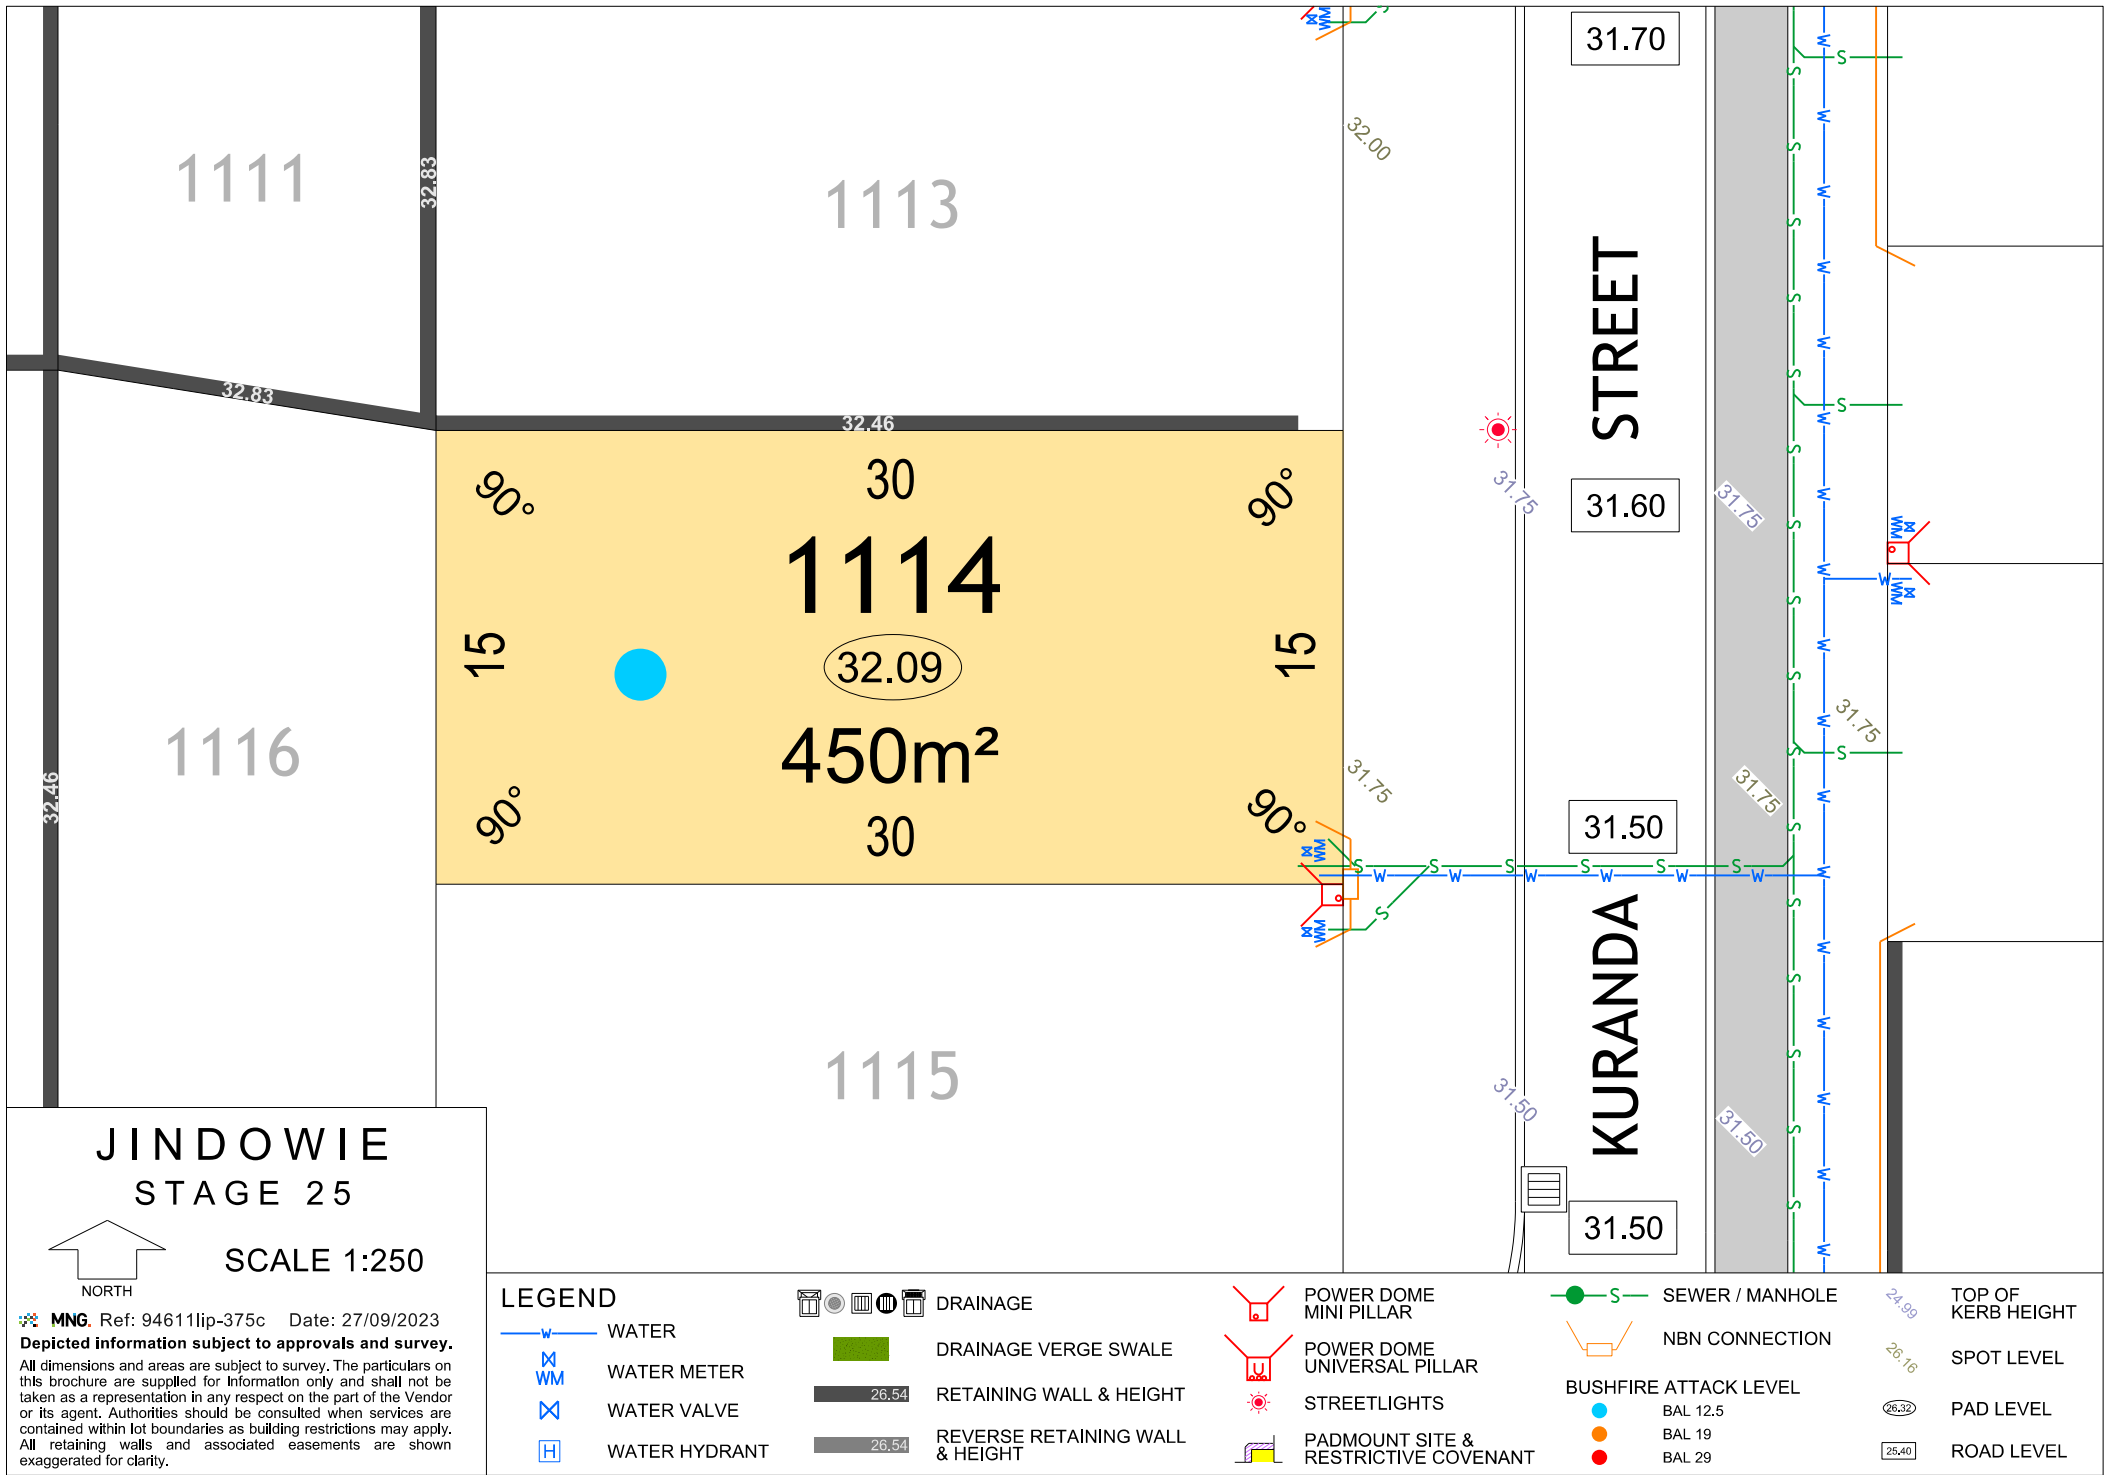 31.70
32.00
1111
32.83
1113
STREET
32.83
32.46
30
90°
90°
31.75
31.60
31.75
WM
WM
1114
15
32.09
15
450m²
1116
32.46
31.75
31.75
31.75
90°
30
90°
31.50
WM
S S S S S S
W W W W W W
WM
S
KURANDA
1115
31.50
31.50
31.50
JINDOWIE
STAGE 25
SCALE 1:250
NORTH
MNG. Ref: 94611lip-375c Date: 27/09/2023
Depicted information subject to approvals and survey.
All dimensions and areas are subject to survey. The particulars on
this brochure are supplied for information only and shall not be
taken as a representation in any respect on the part of the Vendor
or its agent. Authorities should be consulted when services are
contained within lot boundaries as building restrictions may apply.
All retaining walls and associated easements are shown
exaggerated for clarity.
LEGEND
W WATER
WM WATER METER
WATER VALVE
H WATER HYDRANT
DRAINAGE
DRAINAGE VERGE SWALE
26.54 RETAINING WALL & HEIGHT
26.54 REVERSE RETAINING WALL
& HEIGHT
POWER DOME
MINI PILLAR
U POWER DOME
UNIVERSAL PILLAR
STREETLIGHTS
PADMOUNT SITE &
RESTRICTIVE COVENANT
S SEWER / MANHOLE
NBN CONNECTION
BUSHFIRE ATTACK LEVEL
BAL 12.5
BAL 19
BAL 29
24.99 TOP OF
KERB HEIGHT
26.16 SPOT LEVEL
26.32 PAD LEVEL
25.40 ROAD LEVEL